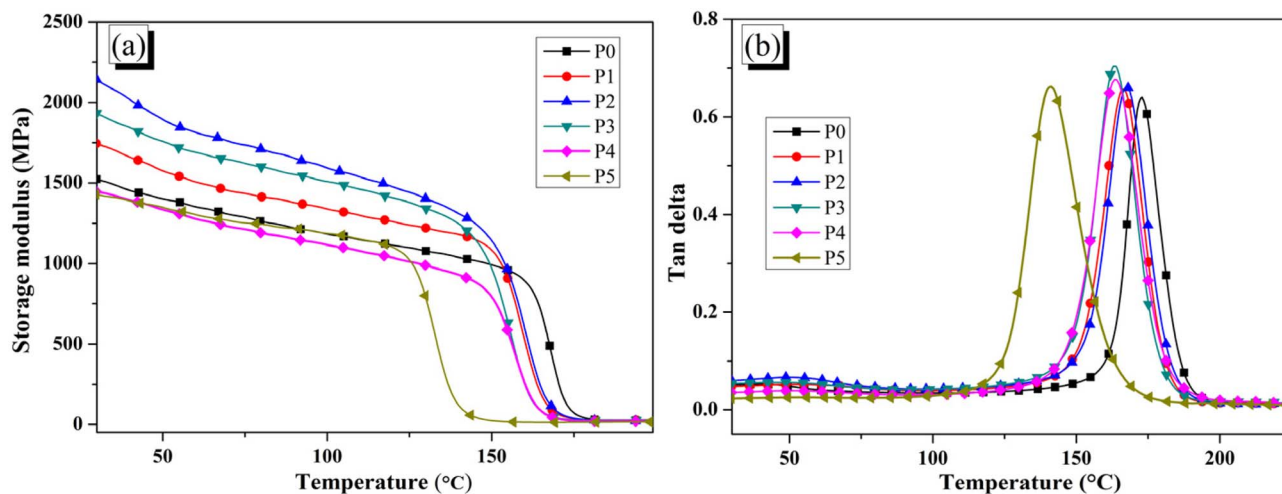 (a)
P0
P1
P2
P3
P4
P5
2500
2000
1500
1000
500
0
Storage modulus (MPa)
50
100
150
Temperature (°C)
(b)
P0
P1
P2
P3
P4
P5
0.8
0.6
0.4
0.2
0.0
Tan delta
50
100
150
200
Temperature (°C)